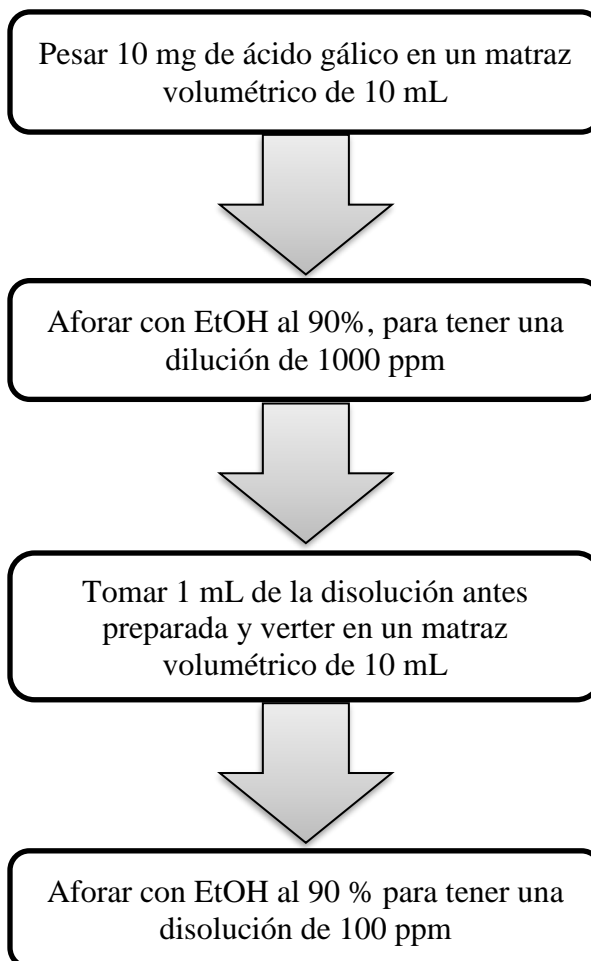 Pesar 10 mg de ácido gálico en un matraz
volumétrico de 10 mL
Aforar con EtOH al 90%, para tener una
dilución de 1000 ppm
Tomar 1 mL de la disolución antes
preparada y verter en un matraz
volumétrico de 10 mL
Aforar con EtOH al 90 % para tener una
disolución de 100 ppm